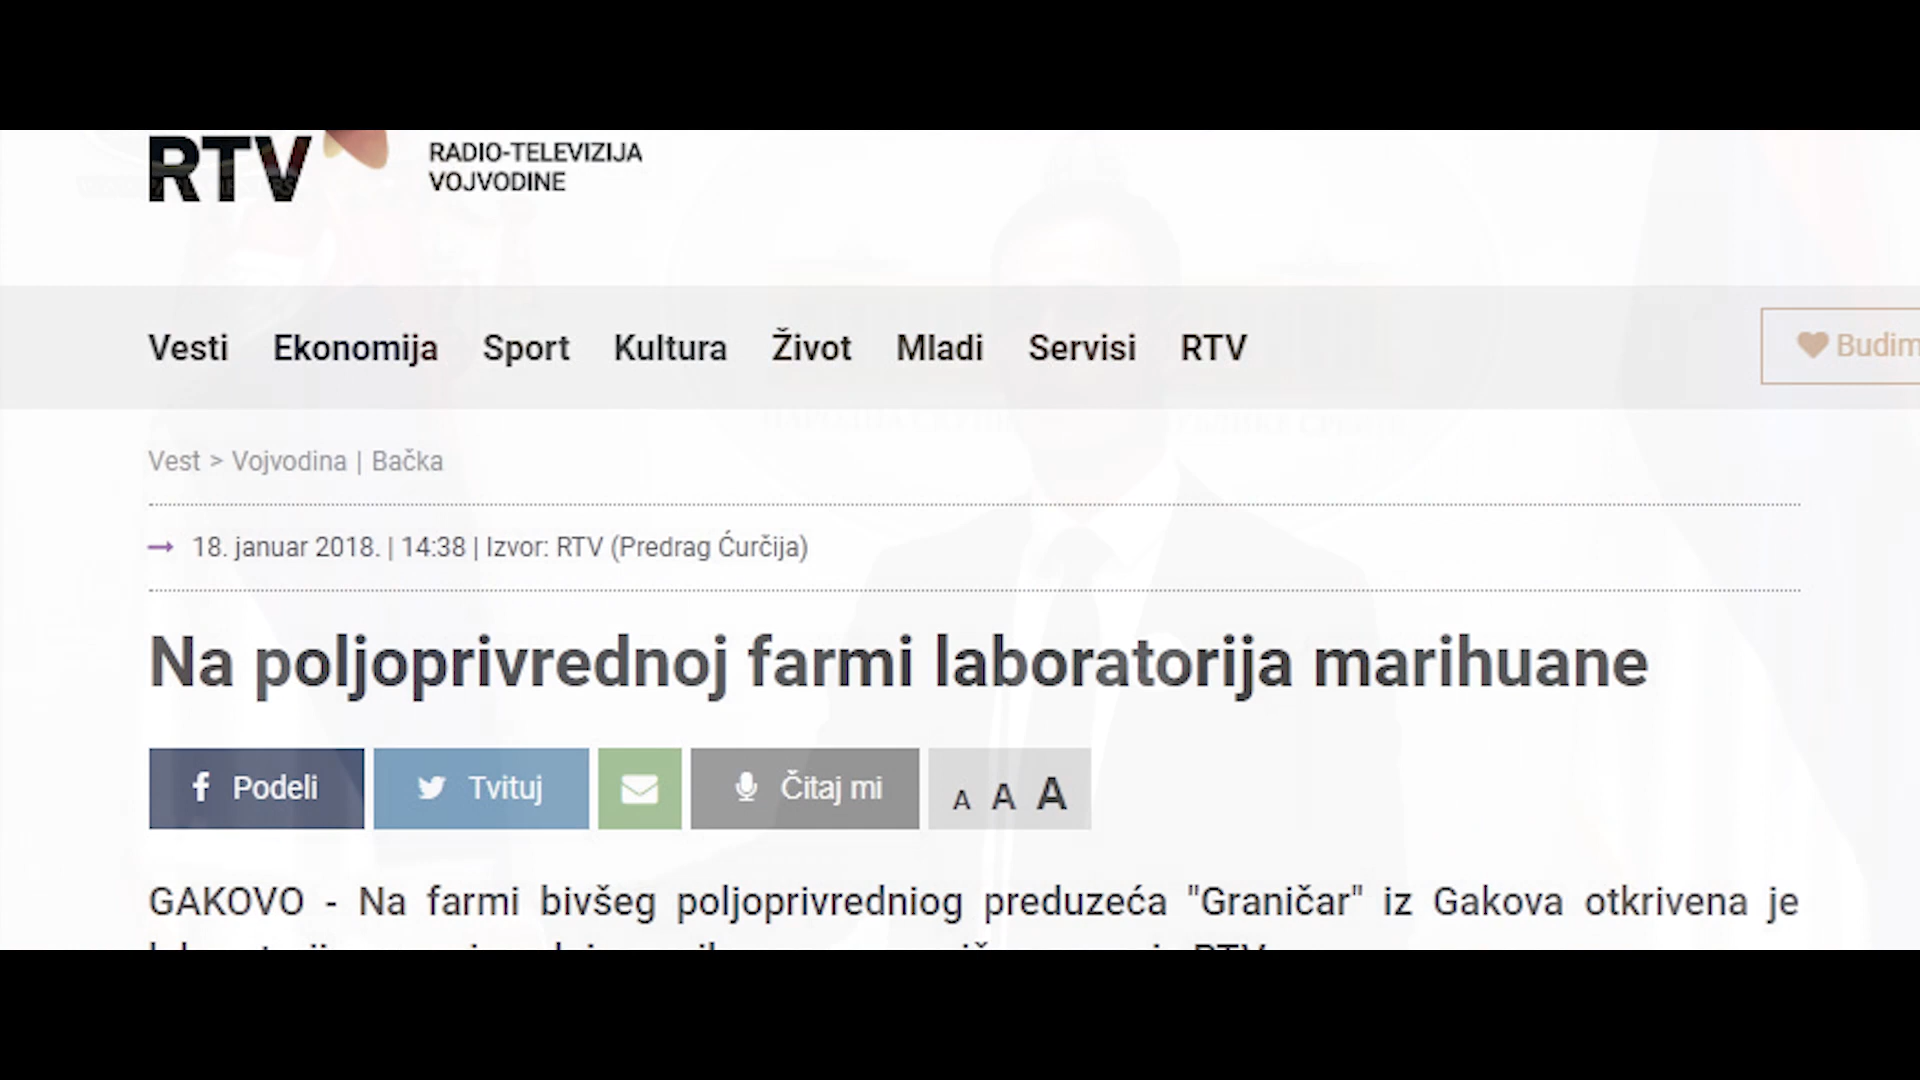 RTV
RADIO-TELEVIZIJA
VOJVODINE
Vesti Ekonomija Sport Kultura Život Mladi Servisi RTV
Budim
Vest > Vojvodina | Bačka
18. januar 2018. | 14:38 | Izvor: RTV (Predrag Ćurčija)
Na poljoprivrednoj farmi laboratorija marihuane
Podeli Tvituj Čitaj mi A A A
GAKOVO - Na farmi bivšeg poljoprivredniog preduzeća "Graničar" iz Gakova otkrivena je